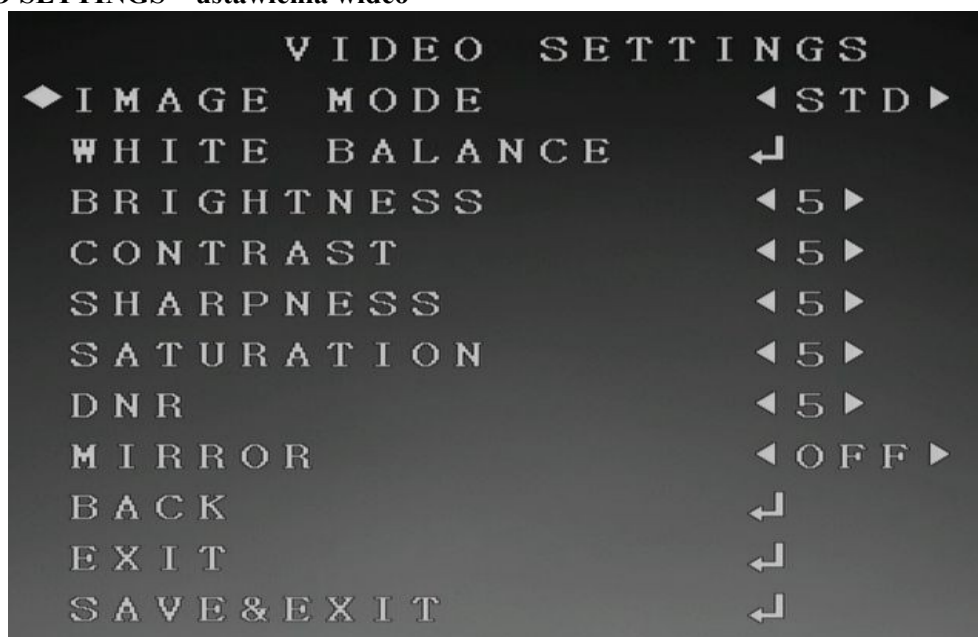 SETTINGS – ustawienia wideo
VIDEO SETTINGS
IMAGE MODE ◄STD►
WHITE BALANCE ↵
BRIGHTNESS ◄5►
CONTRAST ◄5►
SHARPNESS ◄5►
SATURATION ◄5►
DNR ◄5►
MIRROR ◄OFF►
BACK ↵
EXIT ↵
SAVE&EXIT ↵